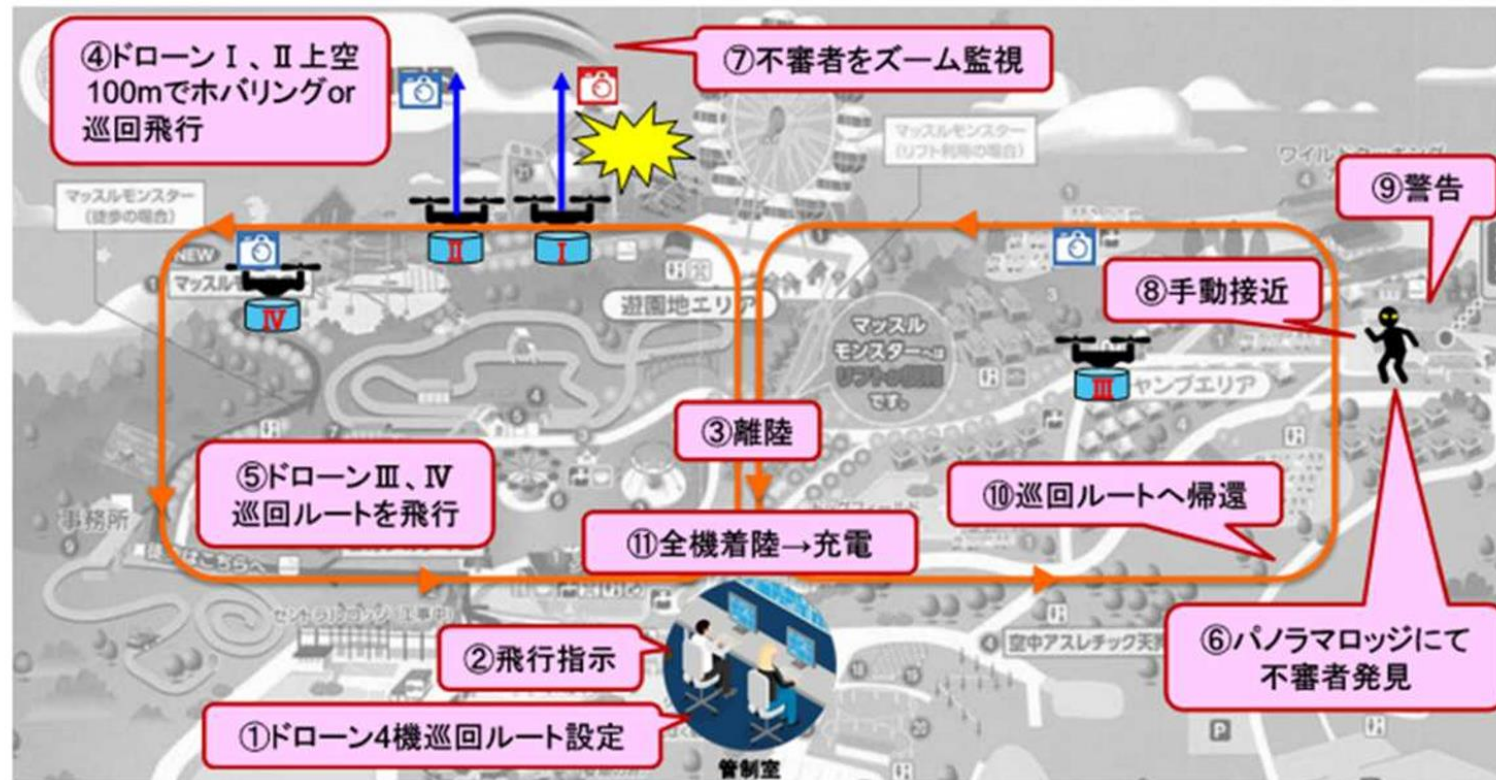 ④ドローンⅠ、Ⅱ上空
100mでホバリングor
巡回飛行
⑦不審者をズーム監視
マッスルモンスター
(リフト利用の場合)
⑨警告
マッスルモンスター
(徒歩の場合)
NEW
Ⅱ
Ⅰ
⑧手動接近
マッスルモ
Ⅳ
遊園地エリア
マッスル
モンスターへは
リフトの
です。
Ⅲ
ャンプエリア
③離陸
⑤ドローンⅢ、Ⅳ
巡回ルートを飛行
⑩巡回ルートへ帰還
事務所
⑪全機着陸→充電
②飛行指示
空中アスレチック天
⑥パノラマロッジにて
不審者発見
①ドローン4機巡回ルート設定
P
管制室